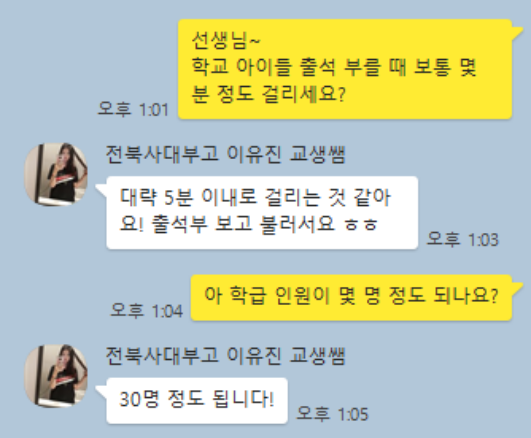 선생님~
학교 아이들 출석 부를 때 보통 몇
분 정도 걸리세요?
오후 1:01
전북사대부고 이유진 교생쌤
대략 5분 이내로 걸리는 것 같아
요! 출석부 보고 불러서요 ㅎㅎ
오후 1:03
아 학급 인원이 몇 명 정도 되나요?
오후 1:04
전북사대부고 이유진 교생쌤
30명 정도 됩니다!
오후 1:05